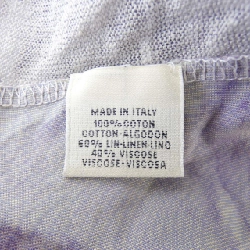 MADE IN ITALY
100% COTON
COTTON-ALGODON
60% LIN-LINEN-LINO
40% VISCOSE
VISCOSE-VISCOSA